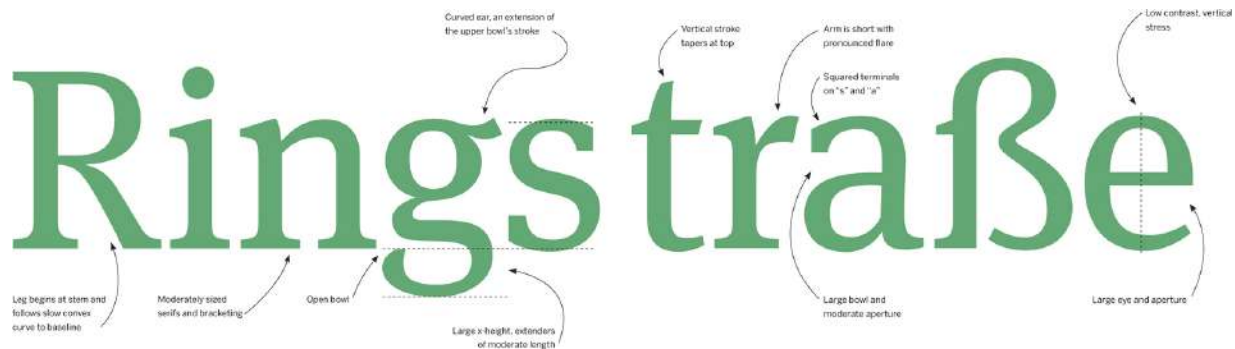 Curved ear, an extension of
the upper bowl's stroke
Vertical stroke
tapers at top
Arm is short with
pronounced flare
Low contrast, vertical
stress
Squared terminals
on "s" and "a"
Ringstraße
Leg begins at stem and
follows slow convex
curve to baseline
Moderately sized
serifs and bracketing
Open bowl
Large x-height, extenders
of moderate length
Large bowl and
moderate aperture
Large eye and aperture